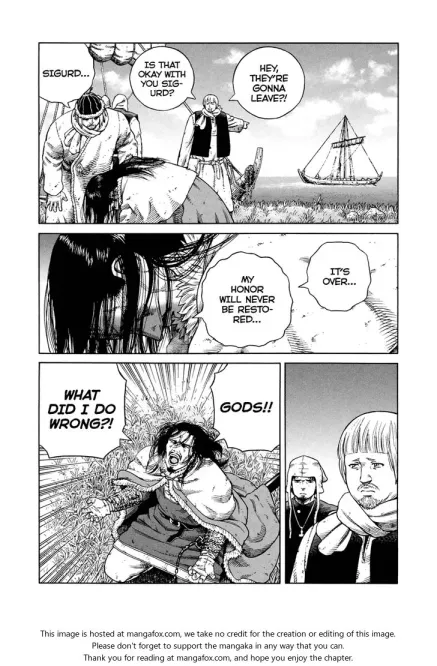 HEY,
THEY'RE
GONNA
LEAVE?!
IS THAT
OKAY WITH
YOU SIG-
URD?
SIGURD...
IT'S
OVER...
MY
HONOR
WILL NEVER
BE RESTO-
RED...
GODS!!
WHAT
DID I DO
WRONG?!
This image is hosted at mangafox.com, we take no credit for the creation or editing of this image.
Please don't forget to support the mangaka in any way that you can.
Thank you for reading at mangafox.com, and hope you enjoy the chapter.